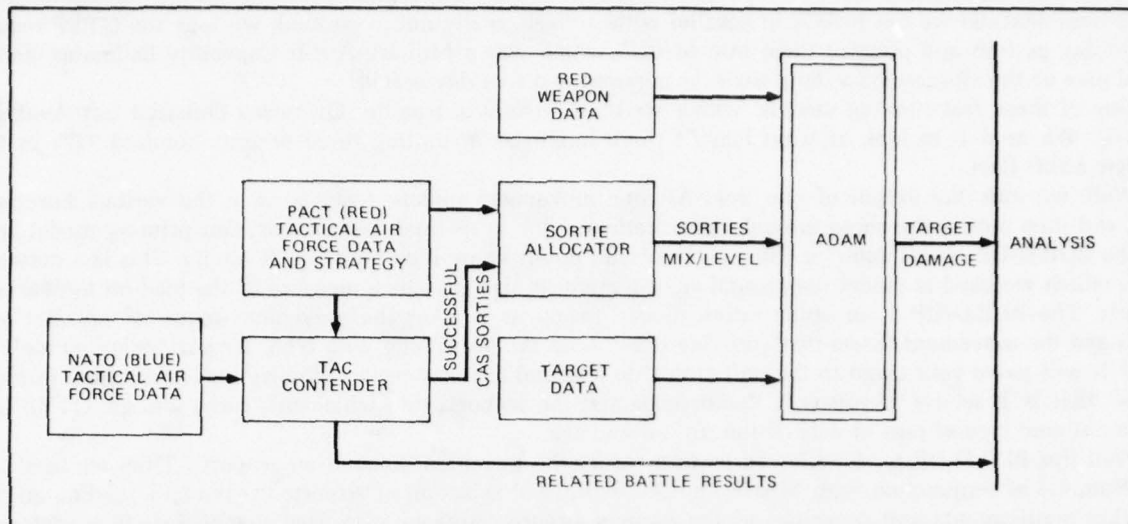 RED
WEAPON
DATA
PACT (RED)
TACTICAL AIR
FORCE DATA
AND STRATEGY
SORTIE
ALLOCATOR
SORTIES
MIX/LEVEL
ADAM
TARGET
DAMAGE
ANALYSIS
SUCCESSFUL
CAS SORTIES
NATO (BLUE)
TACTICAL AIR
FORCE DATA
TAC
CONTENDER
TARGET
DATA
RELATED BATTLE RESULTS